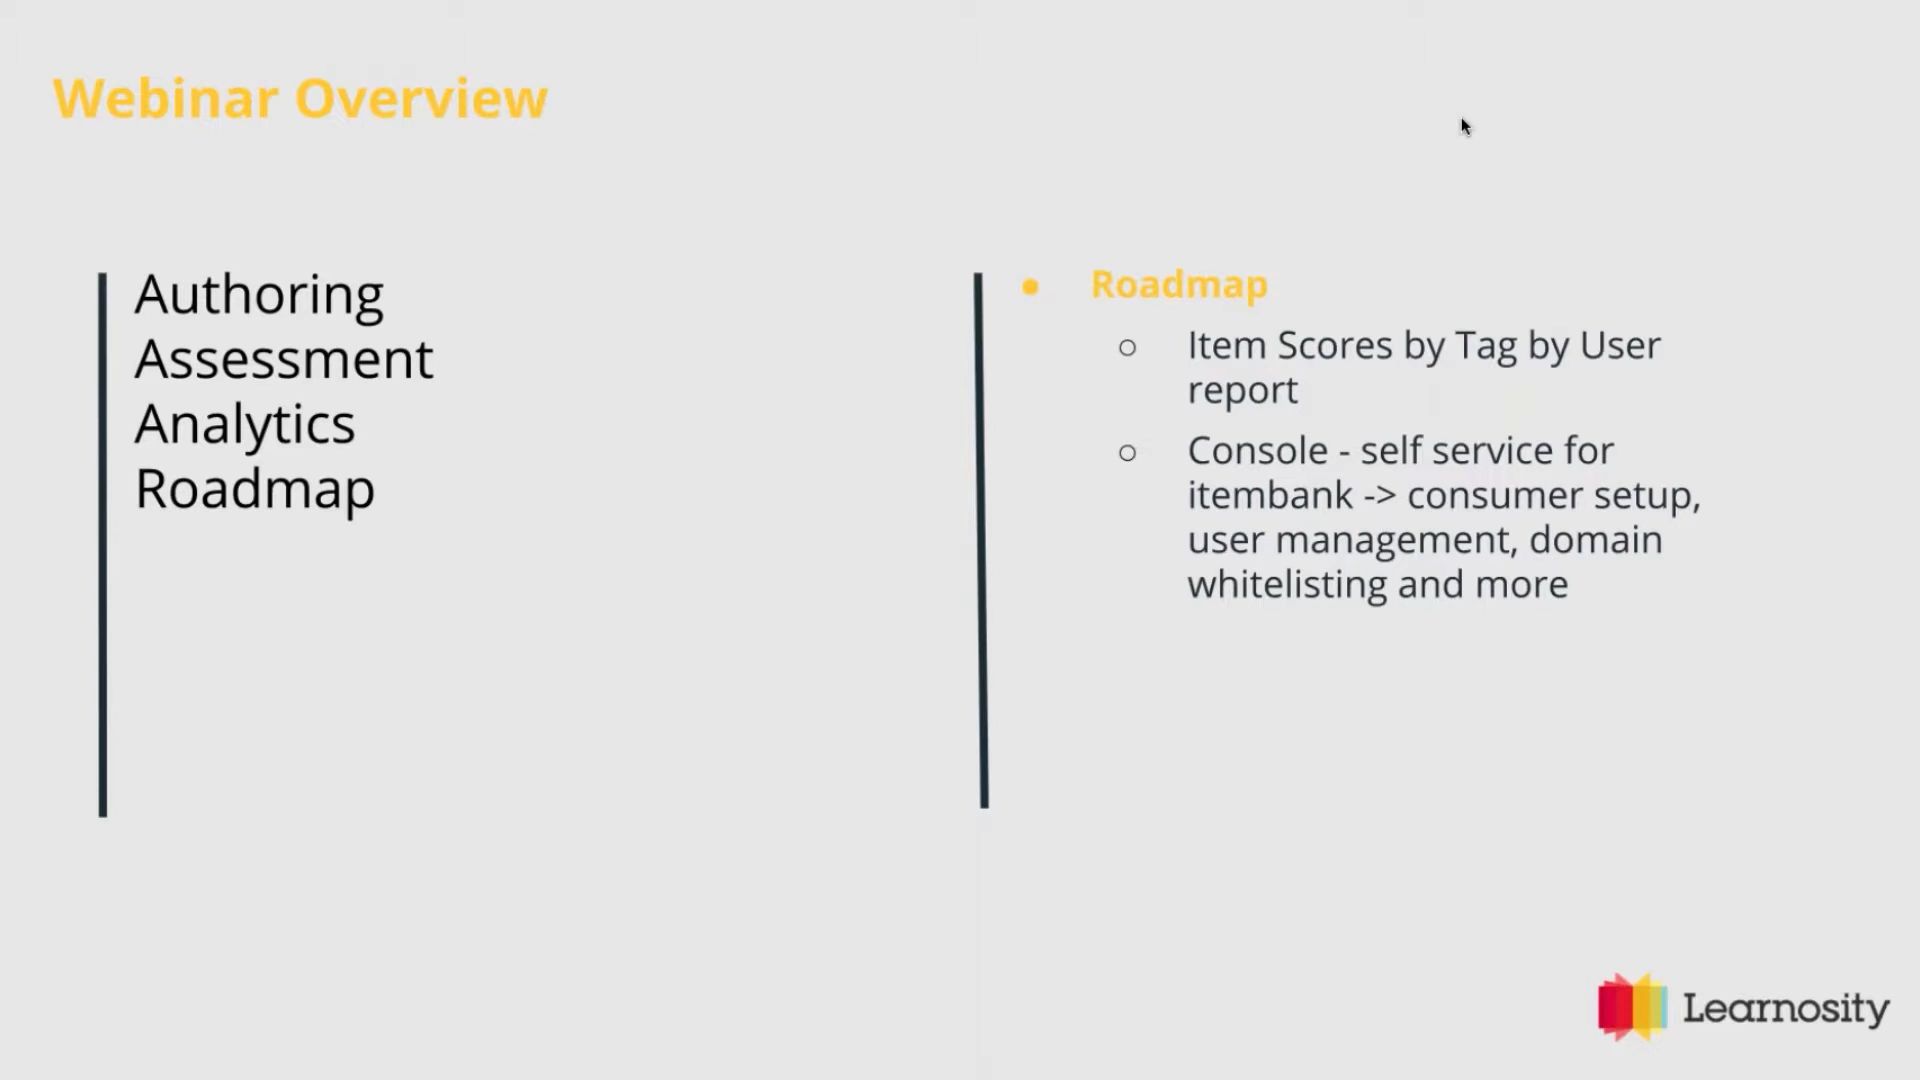 Webinar Overview
Authoring
Assessment
Analytics
Roadmap
● Roadmap
○ Item Scores by Tag by User
report
○ Console - self service for
itembank -> consumer setup,
user management, domain
whitelisting and more
Learnosity